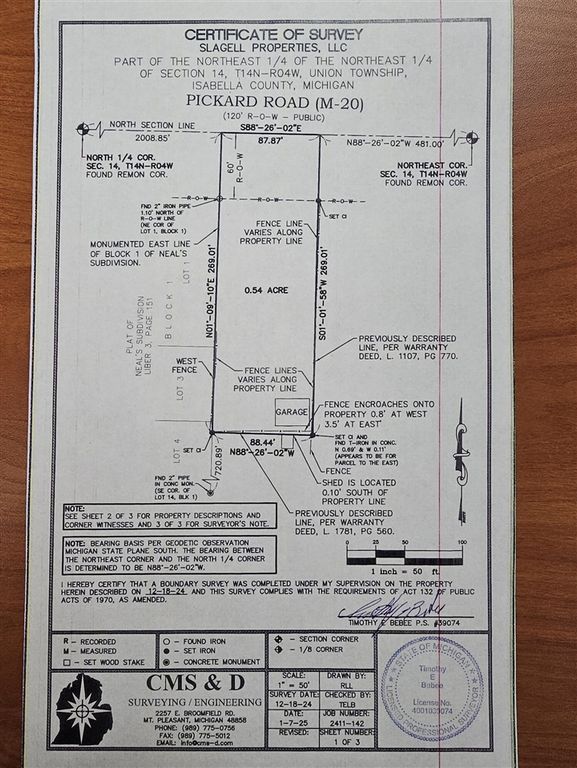 CERTIFICATE OF SURVEY
SLAGELL PROPERTIES, LLC
PART OF THE NORTHEAST 1/4 OF THE NORTHEAST 1/4
OF SECTION 14, T14N-R04W, UNION TOWNSHIP,
ISABELLA COUNTY, MICHIGAN
PICKARD ROAD (M-20)
(120' R-O-W - PUBLIC)
NORTH SECTION LINE
2008.85'
S88°-26'-02"E
87.87'
N88°-26'-02"W 481.00'
NORTH 1/4 COR.
SEC. 14, T14N-R04W
FOUND REMON COR.
60'
R-O-W
NORTHEAST COR.
SEC. 14, T14N-R04W
FOUND REMON COR.
R-O-W
R-O-W
FND 2" IRON PIPE
1.10' NORTH OF
R-O-W LINE
(NE COR OF
LOT 1, BLOCK 1)
SET CI
FENCE LINE
VARIES ALONG
PROPERTY LINE
MONUMENTED EAST LINE
OF BLOCK 1 OF NEAL'S
SUBDIVISION.
LOT 1
N01°-09'-10"E 269.01'
S01°-01'-58"W 269.01'
0.54 ACRE
PLAT OF
NEAL'S SUBDIVISION
LIBER 3, PAGE 151
BLOCK 1
PREVIOUSLY DESCRIBED
LINE, PER WARRANTY
DEED, L. 1107, PG 770.
WEST
FENCE
FENCE LINES
VARIES ALONG
PROPERTY LINE
LOT 3
GARAGE
FENCE ENCROACHES ONTO
PROPERTY 0.8' AT WEST
3.5' AT EAST'
LOT 4
SET CI
88.44'
N88°-26'-02"W
720.89'
SET CI AND
FND T-IRON IN CONC.
N 0.69' & W 0.11'
(APPEARS TO BE FOR
PARCEL TO THE EAST)
FENCE
SHED IS LOCATED
0.10' SOUTH OF
PROPERTY LINE
FND 2" PIPE
IN CONC MON.
(SE COR. OF
LOT 14, BLK 1)
PREVIOUSLY DESCRIBED
LINE, PER WARRANTY
DEED, L. 1781, PG 560.
NOTE:
SEE SHEET 2 OF 3 FOR PROPERTY DESCRIPTIONS AND
CORNER WITNESSES AND 3 OF 3 FOR SURVEYOR'S NOTE.
NOTE: BEARING BASIS PER GEODETIC OBSERVATION
MICHIGAN STATE PLANE SOUTH. THE BEARING BETWEEN
THE NORTHEAST CORNER AND THE NORTH 1/4 CORNER
IS DETERMINED TO BE N88°-26'-02"W.
0 25 50 100
1 inch = 50 ft.
I HEREBY CERTIFY THAT A BOUNDARY SURVEY WAS COMPLETED UNDER MY SUPERVISION ON THE PROPERTY
HEREIN DESCRIBED ON 12-18-24 AND THIS SURVEY COMPLIES WITH THE REQUIREMENTS OF ACT 132 OF PUBLIC
ACTS OF 1970, AS AMENDED.
TIMOTHY E BEBEE P.S. #39074
R - RECORDED
M - MEASURED
- SET WOOD STAKE
- FOUND IRON
- SET IRON
- CONCRETE MONUMENT
- SECTION CORNER
- 1/8 CORNER
CMS & D
SURVEYING / ENGINEERING
2257 E. BROOMFIELD RD.
MT. PLEASANT, MICHIGAN 48858
PHONE: (989) 775-0756
FAX: (989) 775-5012
EMAIL: info@cms-d.com
SCALE:
1" = 50'
DRAWN BY:
RLL
SURVEY DATE:
12-18-24
CHECKED BY:
TELB
DATE:
1-7-25
JOB NUMBER:
2411-142
REVISED:
SHEET NUMBER
1 OF 3
STATE OF MICHIGAN
Timothy
E
Bebee
License No.
4001039074
LICENSED PROFESSIONAL SURVEYOR